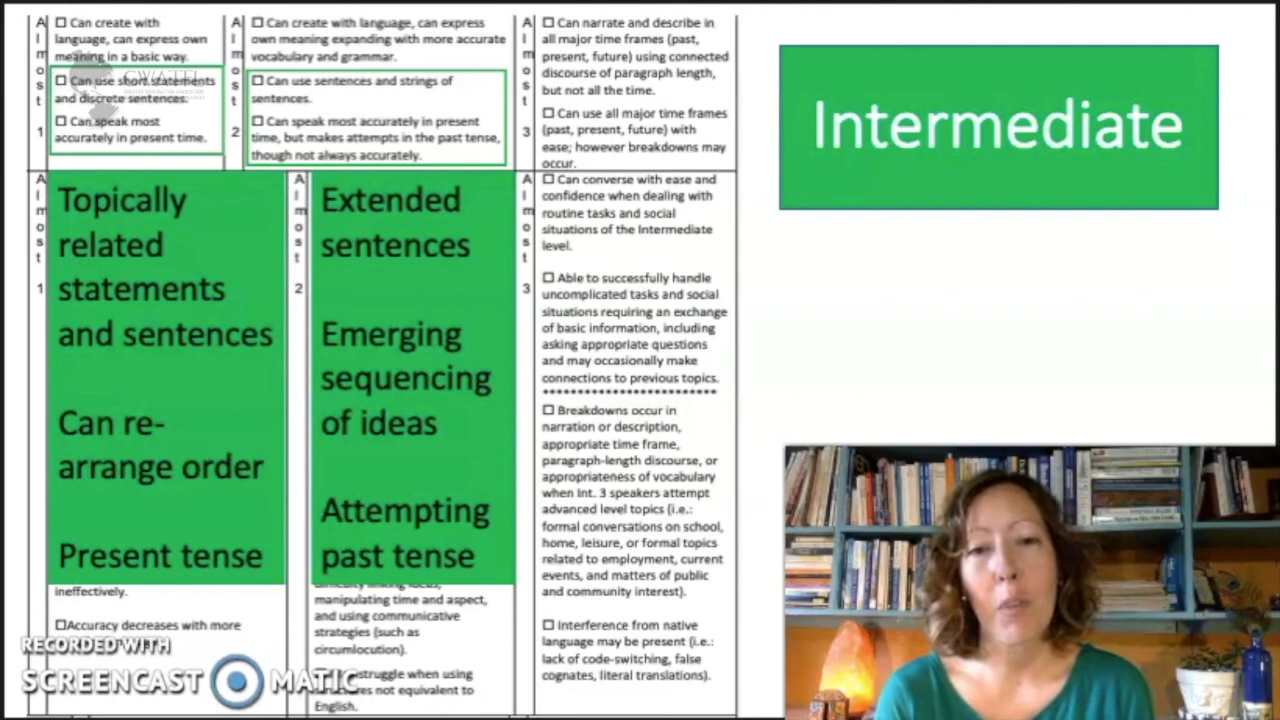 Almost 1
☐ Can create with
language, can express own
meaning in a basic way.
☐ Can use short statements
and discrete sentences.
☐ Can speak most
accurately in present time.
Almost 2
☐ Can create with language, can express
own meaning expanding with more accurate
vocabulary and grammar.
☐ Can use sentences and strings of
sentences.
☐ Can speak most accurately in present
time, but makes attempts in the past tense,
though not always accurately.
Almost 3
☐ Can narrate and describe in
all major time frames (past,
present, future) using connected
discourse of paragraph length,
but not all the time.
☐ Can use all major time frames
(past, present, future) with
ease; however breakdowns may
occur.
Intermediate
Almost 1
Topically
related
statements
and sentences
Can re-
arrange order
Present tense
ineffectively.
☐Accuracy decreases with more
Almost 2
Extended
sentences
Emerging
sequencing
of ideas
Attempting
past tense
difficulty linking ideas,
manipulating time and aspect,
and using communicative
strategies (such as
circumlocution).
struggle when using
structures not equivalent to
English.
Almost 3
☐ Can converse with ease and
confidence when dealing with
routine tasks and social
situations of the Intermediate
level.
☐ Able to successfully handle
uncomplicated tasks and social
situations requiring an exchange
of basic information, including
asking appropriate questions
and may occasionally make
connections to previous topics.
*************************
☐ Breakdowns occur in
narration or description,
appropriate time frame,
paragraph-length discourse, or
appropriateness of vocabulary
when Int. 3 speakers attempt
advanced level topics (i.e.:
formal conversations on school,
home, leisure, or formal topics
related to employment, current
events, and matters of public
and community interest).
☐ Interference from native
language may be present (i.e.:
lack of code-switching, false
cognates, literal translations).
RECORDED WITH
SCREENCAST MATIC